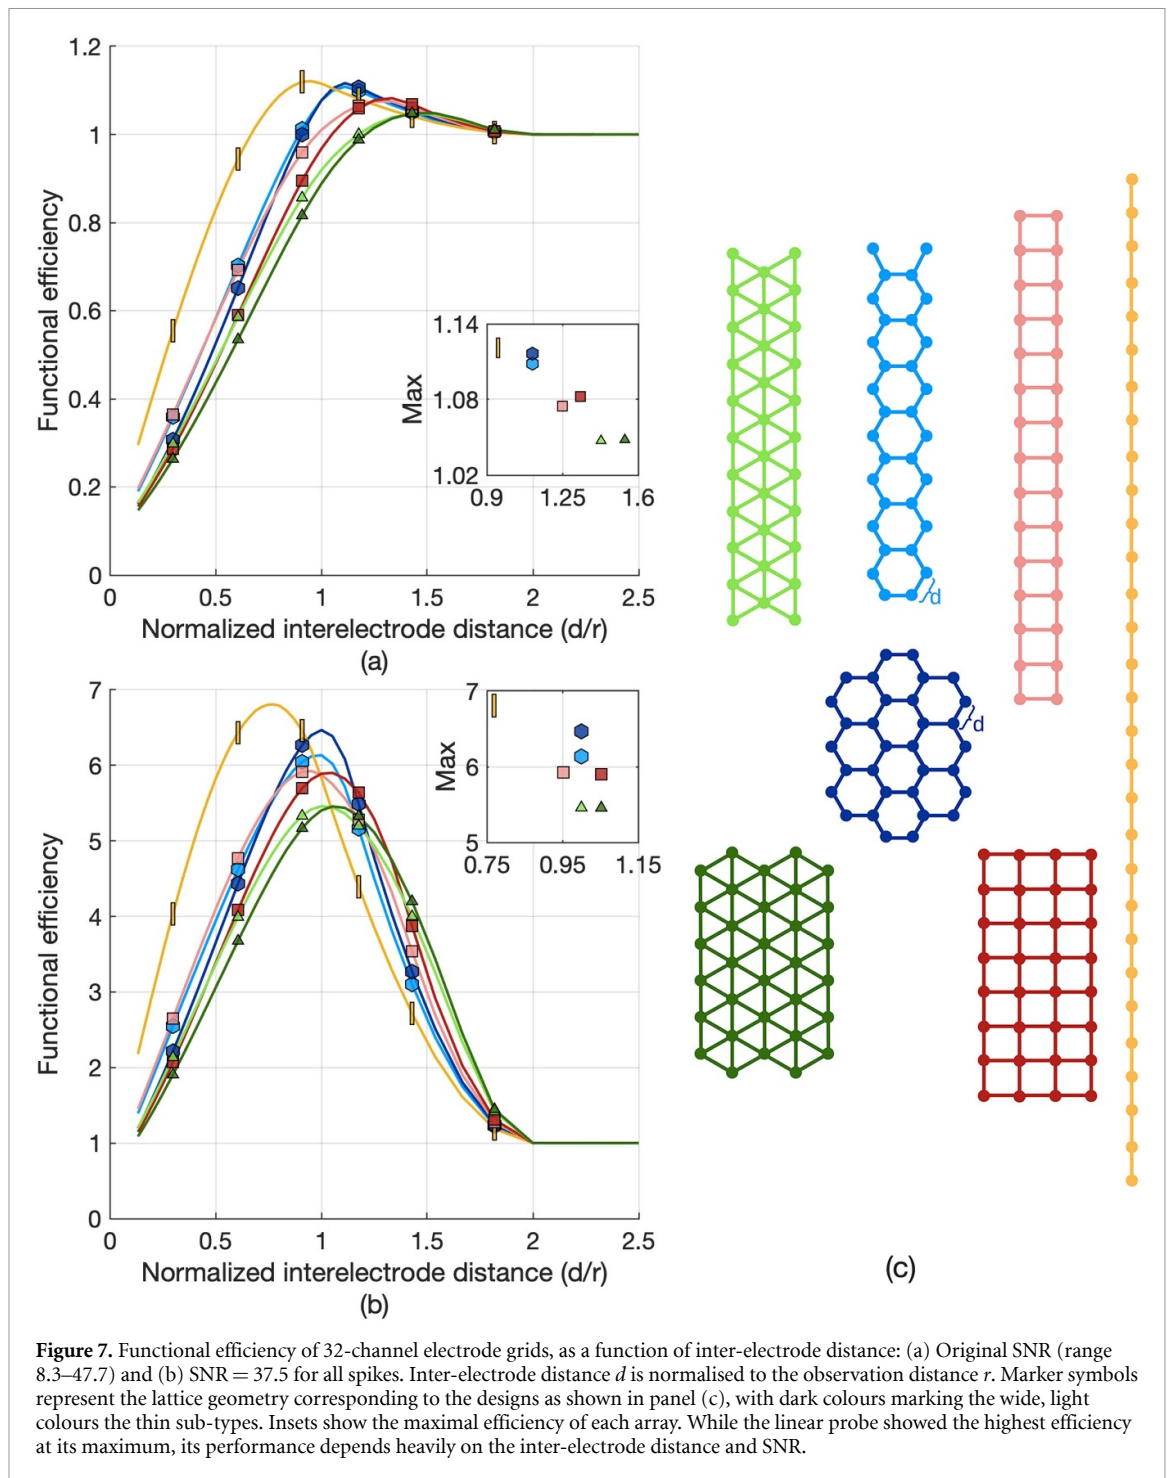 1.2
1
0.8
0.6
0.4
0.2
0
Functional efficiency
0 0.5 1 1.5 2 2.5
Normalized interelectrode distance (d/r)
(a)
1.14
1.08
1.02
Max
0.9 1.25 1.6
7
6
5
4
3
2
1
0
Functional efficiency
0 0.5 1 1.5 2 2.5
Normalized interelectrode distance (d/r)
(b)
7
6
5
Max
0.75 0.95 1.15
d
d
(c)
Figure 7. Functional efficiency of 32-channel electrode grids, as a function of inter-electrode distance: (a) Original SNR (range
8.3–47.7) and (b) SNR = 37.5 for all spikes. Inter-electrode distance d is normalised to the observation distance r. Marker symbols
represent the lattice geometry corresponding to the designs as shown in panel (c), with dark colours marking the wide, light
colours the thin sub-types. Insets show the maximal efficiency of each array. While the linear probe showed the highest efficiency
at its maximum, its performance depends heavily on the inter-electrode distance and SNR.